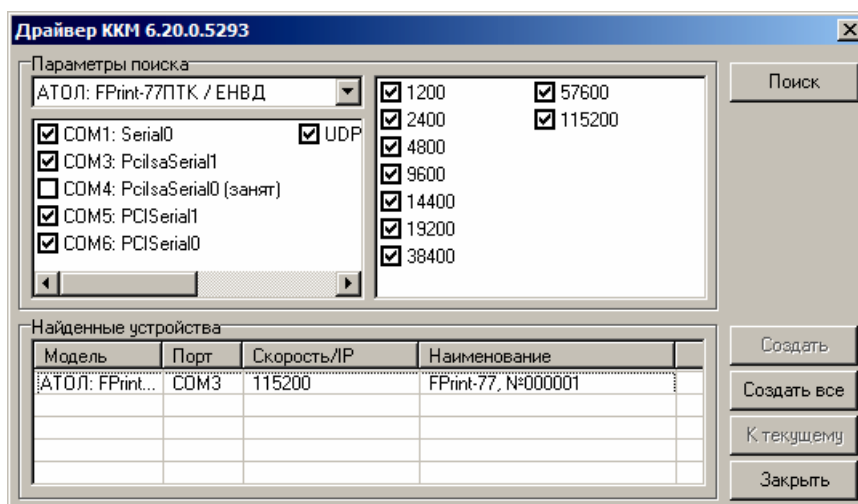 Драйвер ККМ 6.20.0.5293
Параметры поиска
АТОЛ: FPrint-77ПТК / ЕНВД
COM1: Serial0
UDP
COM3: PciIsaSerial1
COM4: PciIsaSerial0 (занят)
COM5: PCISerial1
COM6: PCISerial0
1200
2400
4800
9600
14400
19200
38400
57600
115200
Поиск
Найденные устройства
Модель Порт Скорость/IP Наименование
АТОЛ: FPrint... COM3 115200 FPrint-77, №000001
Создать
Создать все
К текущему
Закрыть